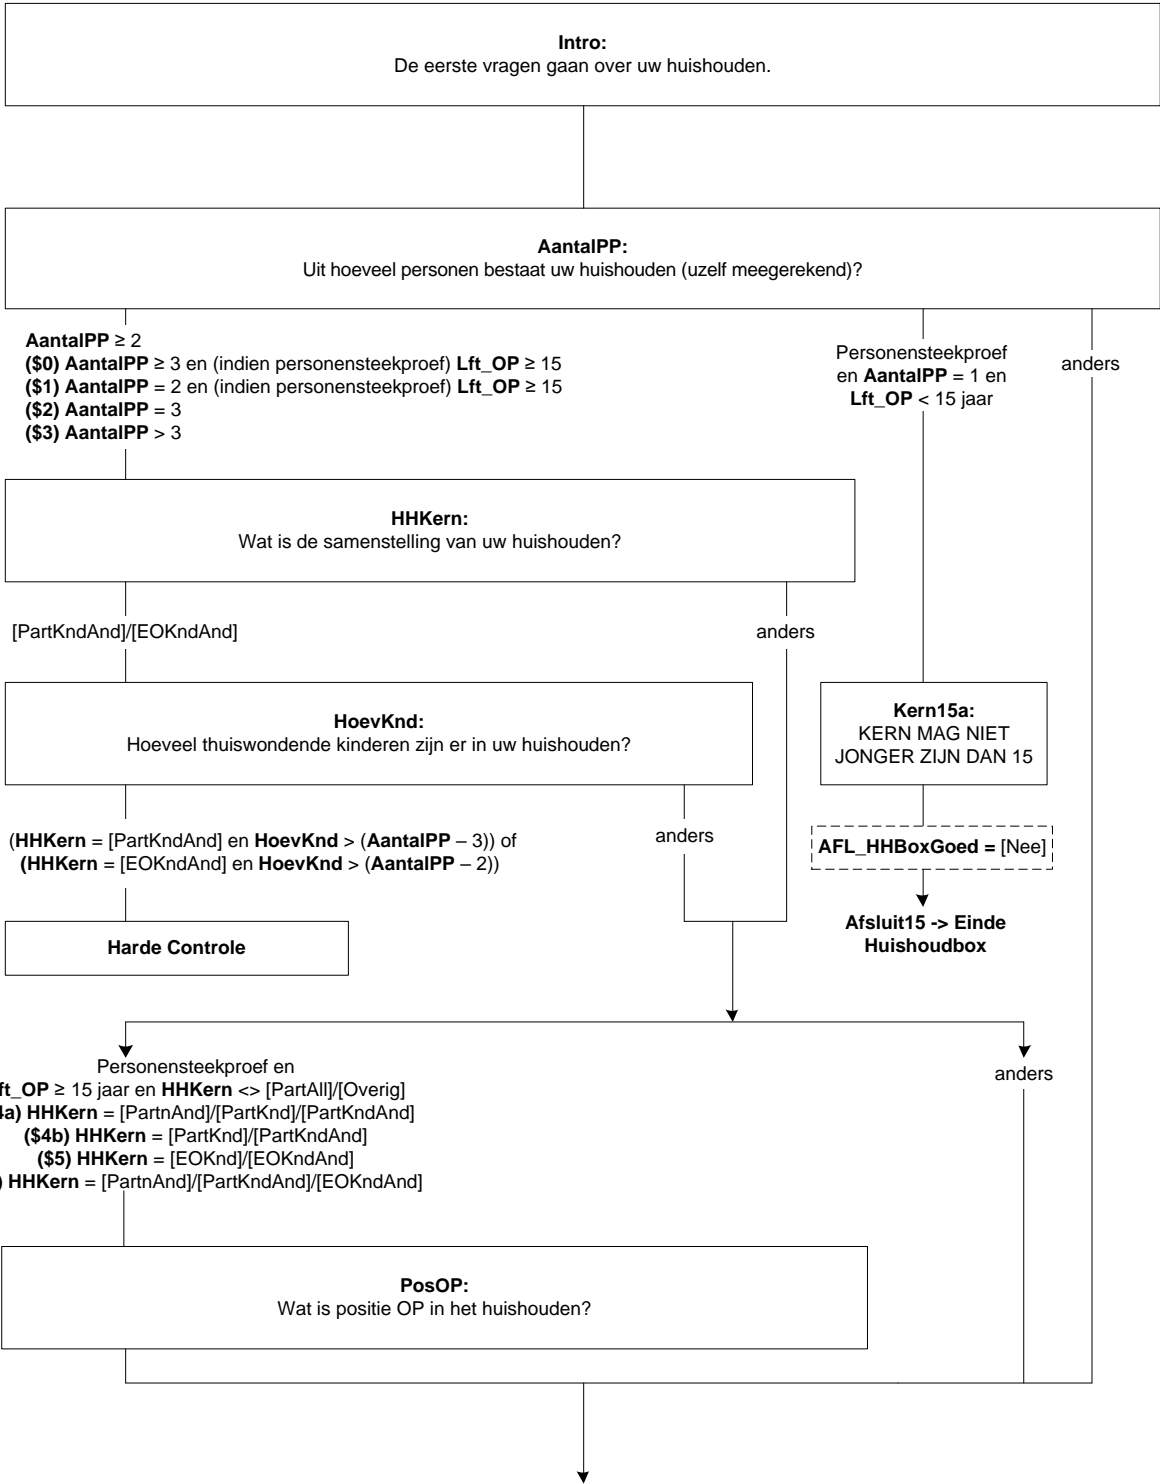 Intro:
De eerste vragen gaan over uw huishouden.
AantalPP:
Uit hoeveel personen bestaat uw huishouden (uzelf meegerekend)?
AantalPP ≥ 2
($0) AantalPP ≥ 3 en (indien personensteekproef) Lft_OP ≥ 15
($1) AantalPP = 2 en (indien personensteekproef) Lft_OP ≥ 15
($2) AantalPP = 3
($3) AantalPP > 3
Personensteekproef
en AantalPP = 1 en
Lft_OP < 15 jaar
anders
HHKern:
Wat is de samenstelling van uw huishouden?
[PartKndAnd]/[EOKndAnd]
anders
HoevKnd:
Hoeveel thuiswondende kinderen zijn er in uw huishouden?
Kern15a:
KERN MAG NIET
JONGER ZIJN DAN 15
(HHKern = [PartKndAnd] en HoevKnd > (AantalPP – 3)) of
(HHKern = [EOKndAnd] en HoevKnd > (AantalPP – 2))
anders
AFL_HHBoxGoed = [Nee]
Harde Controle
Afsluit15 -> Einde
Huishoudbox
Personensteekproef en
ft_OP ≥ 15 jaar en HHKern <> [PartAll]/[Overig]
a) HHKern = [PartnAnd]/[PartKnd]/[PartKndAnd]
($4b) HHKern = [PartKnd]/[PartKndAnd]
($5) HHKern = [EOKnd]/[EOKndAnd]
) HHKern = [PartnAnd]/[PartKndAnd]/[EOKndAnd]
anders
PosOP:
Wat is positie OP in het huishouden?